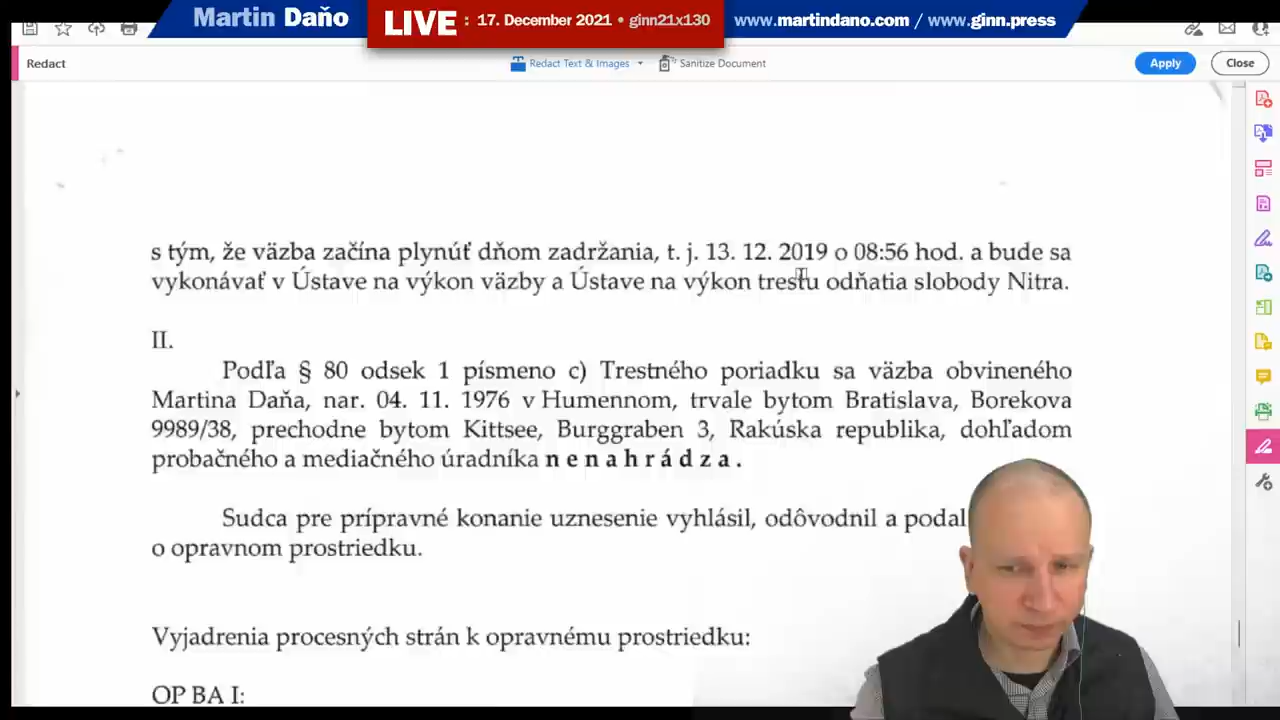 Martin Daňo
LIVE : 17. December 2021 • ginn21x130
www.martindano.com / www.ginn.press
Redact
Redact Text & Images
Sanitize Document
Apply
Close
s tým, že väzba začína plynúť dňom zadržania, t. j. 13. 12. 2019 o 08:56 hod. a bude sa
vykonávať v Ústave na výkon väzby a Ústave na výkon trestu odňatia slobody Nitra.
II.
Podľa § 80 odsek 1 písmeno c) Trestného poriadku sa väzba obvineného
Martina Daňa, nar. 04. 11. 1976 v Humennom, trvale bytom Bratislava, Borekova
9989/38, prechodne bytom Kittsee, Burggraben 3, Rakúska republika, dohľadom
probačného a mediačného úradníka n e n a h r á d z a .
Sudca pre prípravné konanie uznesenie vyhlásil, odôvodnil a podal
o opravnom prostriedku.
Vyjadrenia procesných strán k opravnému prostriedku:
OP BA I: